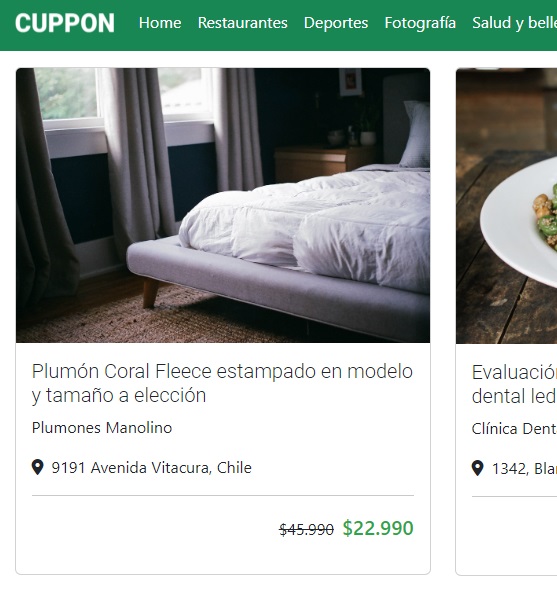 CUPPON Home Restaurantes Deportes Fotografía Salud y belle
Plumón Coral Fleece estampado en modelo
y tamaño a elección
Plumones Manolino
9191 Avenida Vitacura, Chile
$45.990 $22.990
Evaluación
dental led
Clínica Dent
1342, Bla